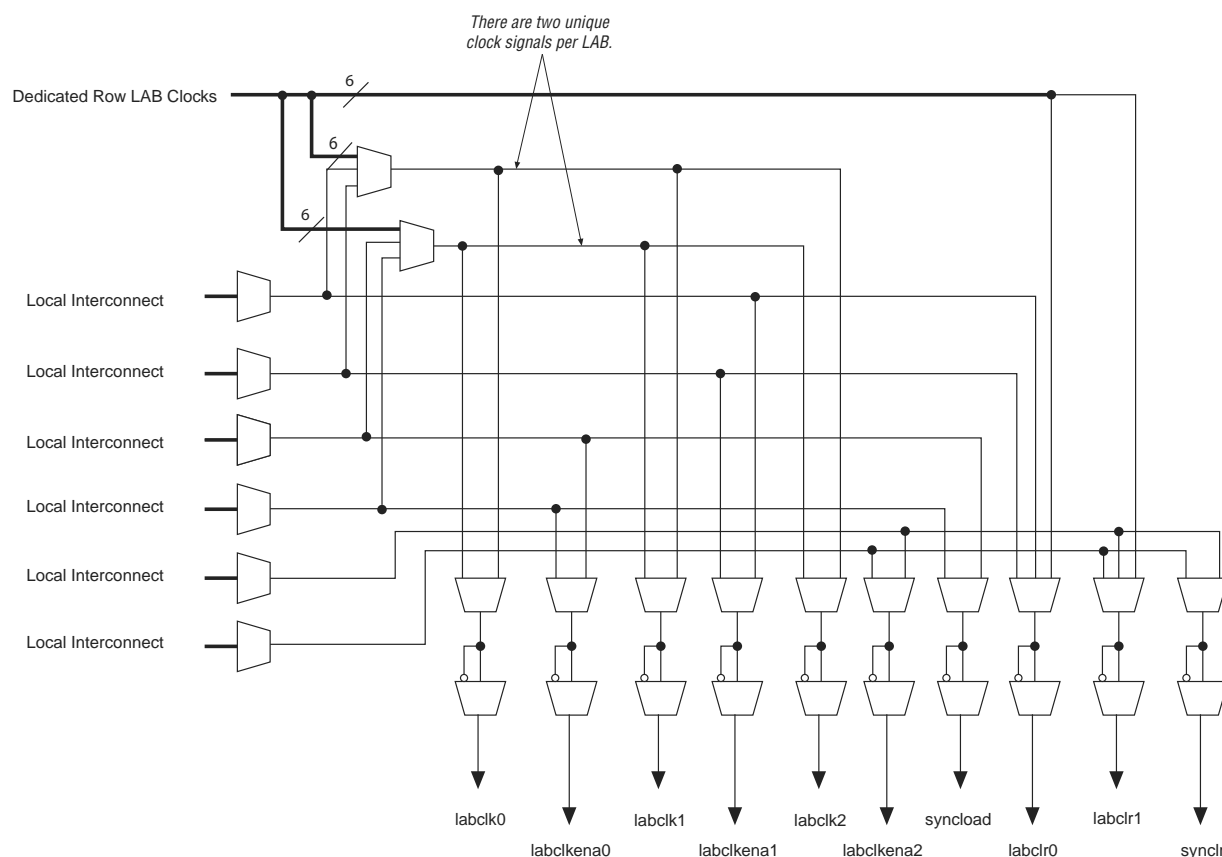 There are two unique
clock signals per LAB.
6
Dedicated Row LAB Clocks
6
6
Local Interconnect
Local Interconnect
Local Interconnect
Local Interconnect
Local Interconnect
Local Interconnect
labclk0
labclk1
labclk2
syncload
labclr1
labclkena0
labclkena1
labclkena2
labclr0
synclr